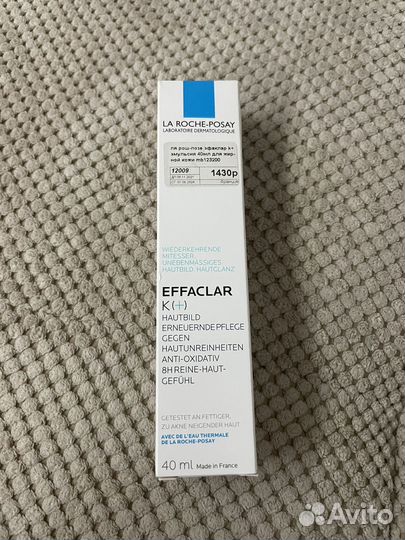 LA ROCHE-POSAY
LABORATOIRE DERMATOLOGIQUE
ля рош-позе эфаклар k+
эмульсия 40мл для жир-
ной кожи mb123200
12009
1430р
Франция
WIEDERKEHRENDE
MITESSER,
UNEBENMÄSSIGES
HAUTBILD, HAUTGLANZ
EFFACLAR
K (+)
HAUTBILD
ERNEUERNDE PFLEGE
GEGEN
HAUTUNREINHEITEN
ANTI-OXIDATIV
8H REINE-HAUT-
GEFÜHL
GETESTET AN FETTIGER,
ZU AKNE NEIGENDER HAUT
AVEC DE L'EAU THERMALE
DE LA ROCHE-POSAY
40 ml Made in France
Avito